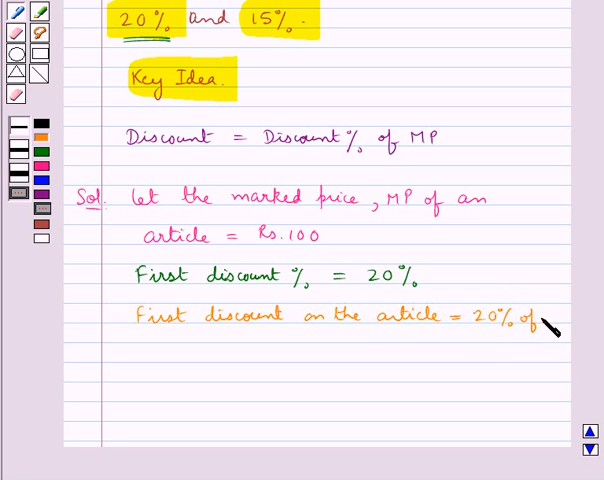 20% and 15%.
Key Idea.
Discount = Discount% of MP
Sol. Let the marked price, MP of an
article = Rs.100
First discount % = 20%
First discount on the article = 20% of